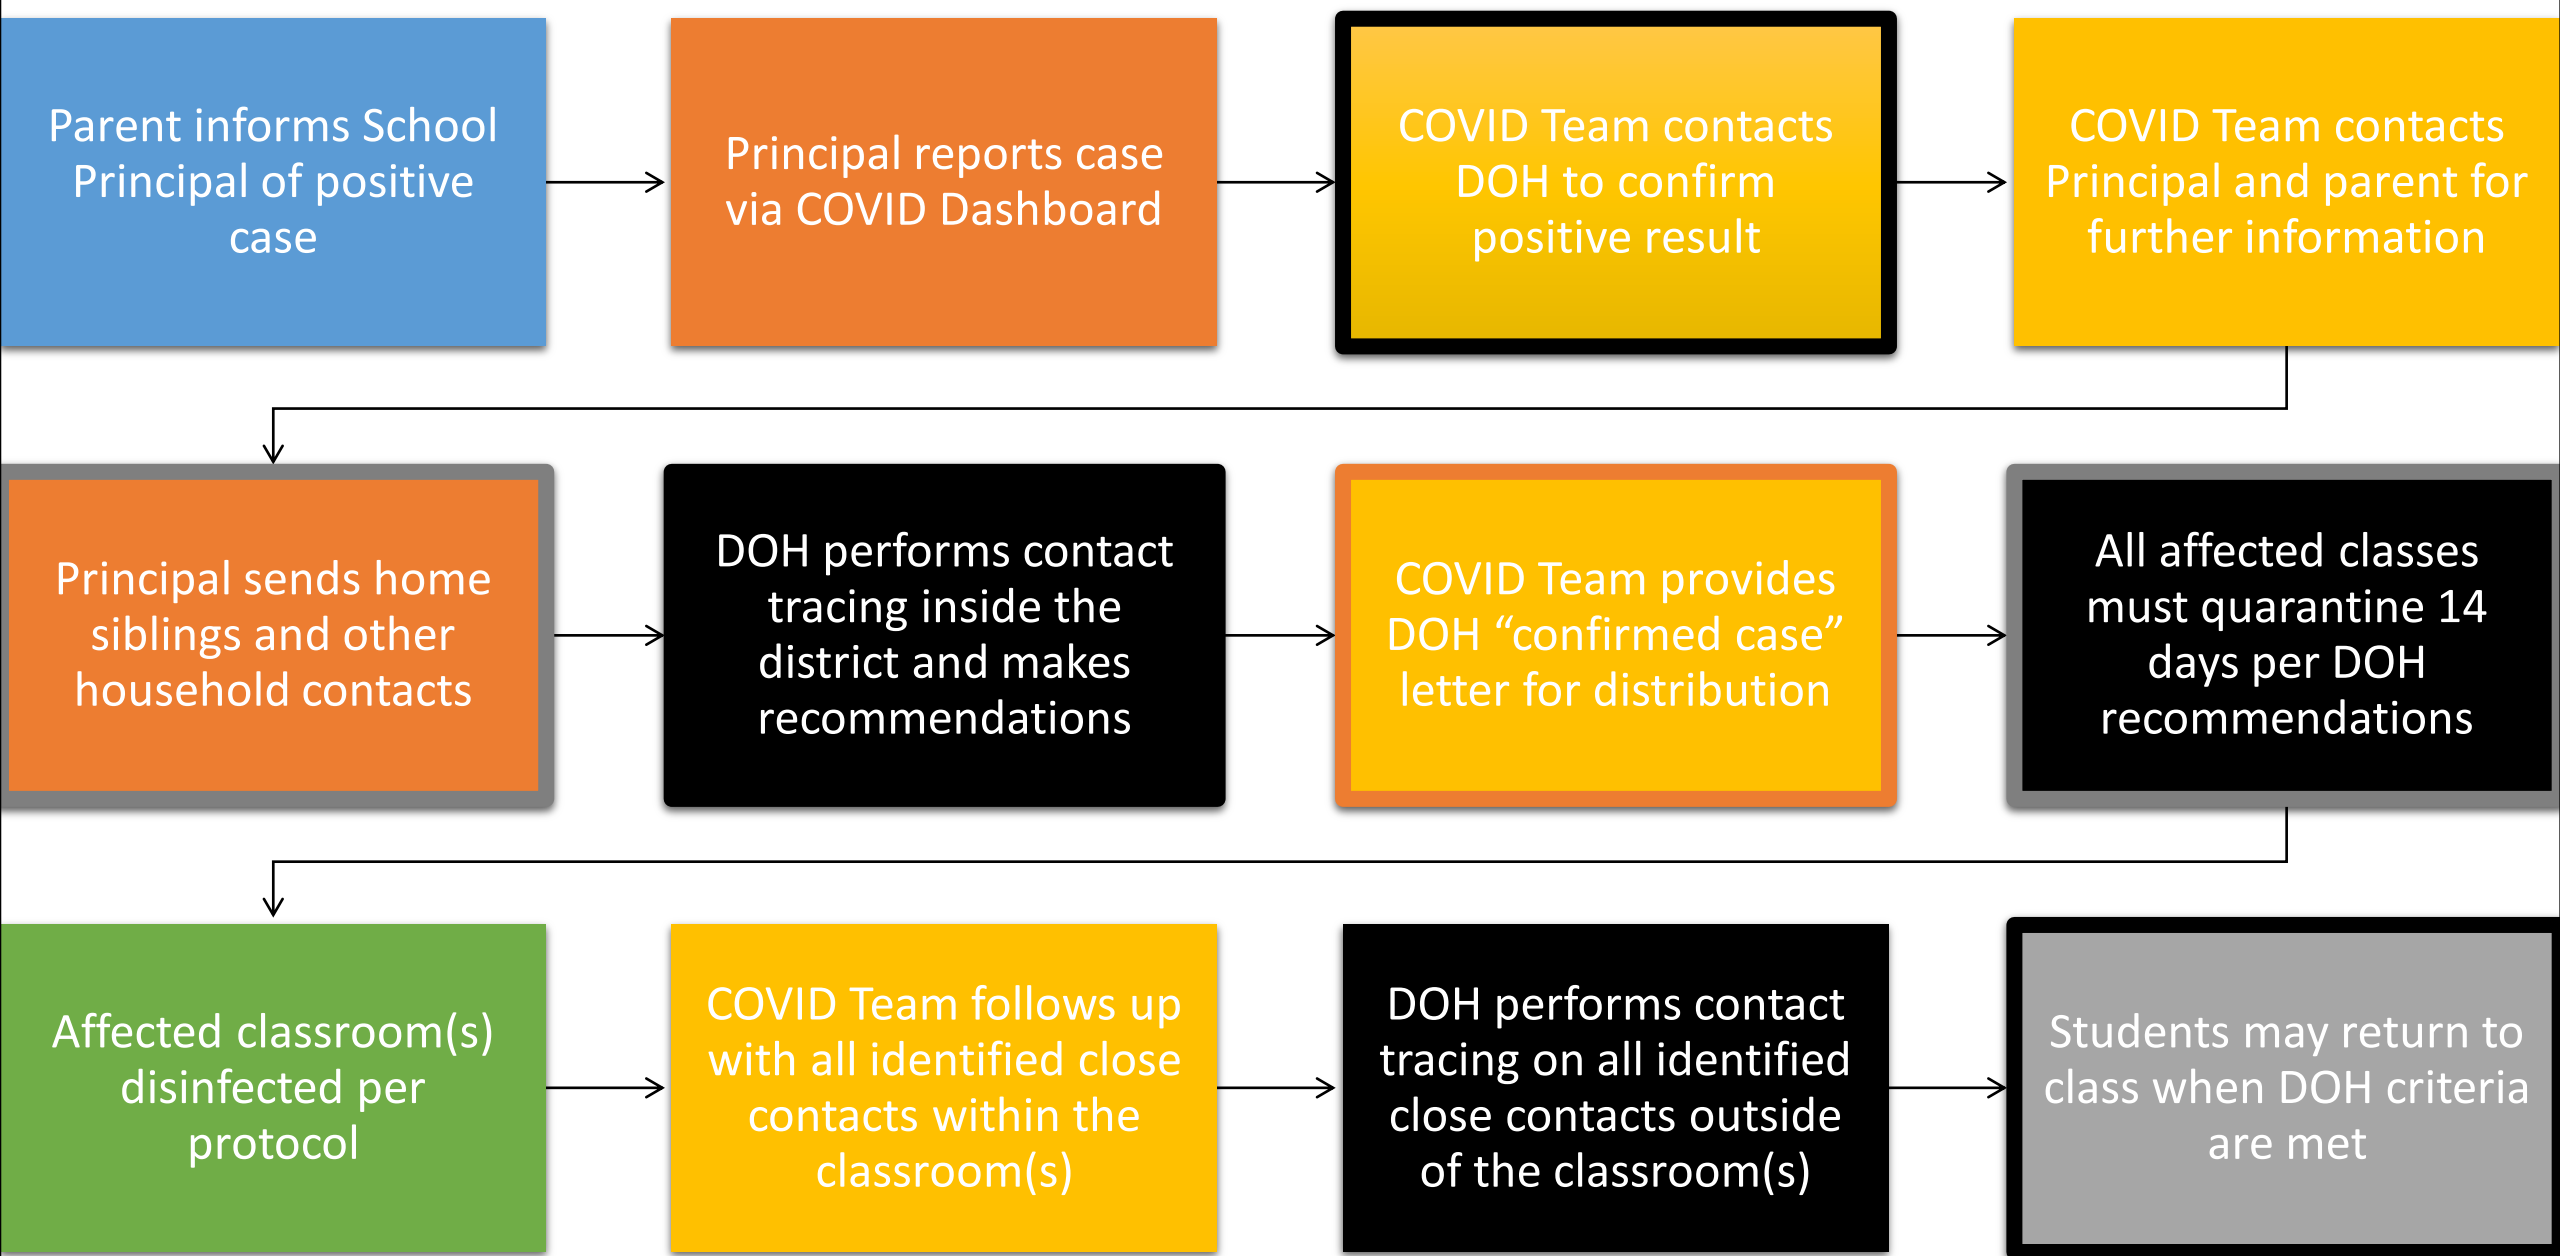 Parent informs School
Principal of positive
case
Principal reports case
via COVID Dashboard
COVID Team contacts
DOH to confirm
positive result
COVID Team contacts
Principal and parent for
further information
Principal sends home
siblings and other
household contacts
DOH performs contact
tracing inside the
district and makes
recommendations
COVID Team provides
DOH “confirmed case”
letter for distribution
All affected classes
must quarantine 14
days per DOH
recommendations
Affected classroom(s)
disinfected per
protocol
COVID Team follows up
with all identified close
contacts within the
classroom(s)
DOH performs contact
tracing on all identified
close contacts outside
of the classroom(s)
Students may return to
class when DOH criteria
are met